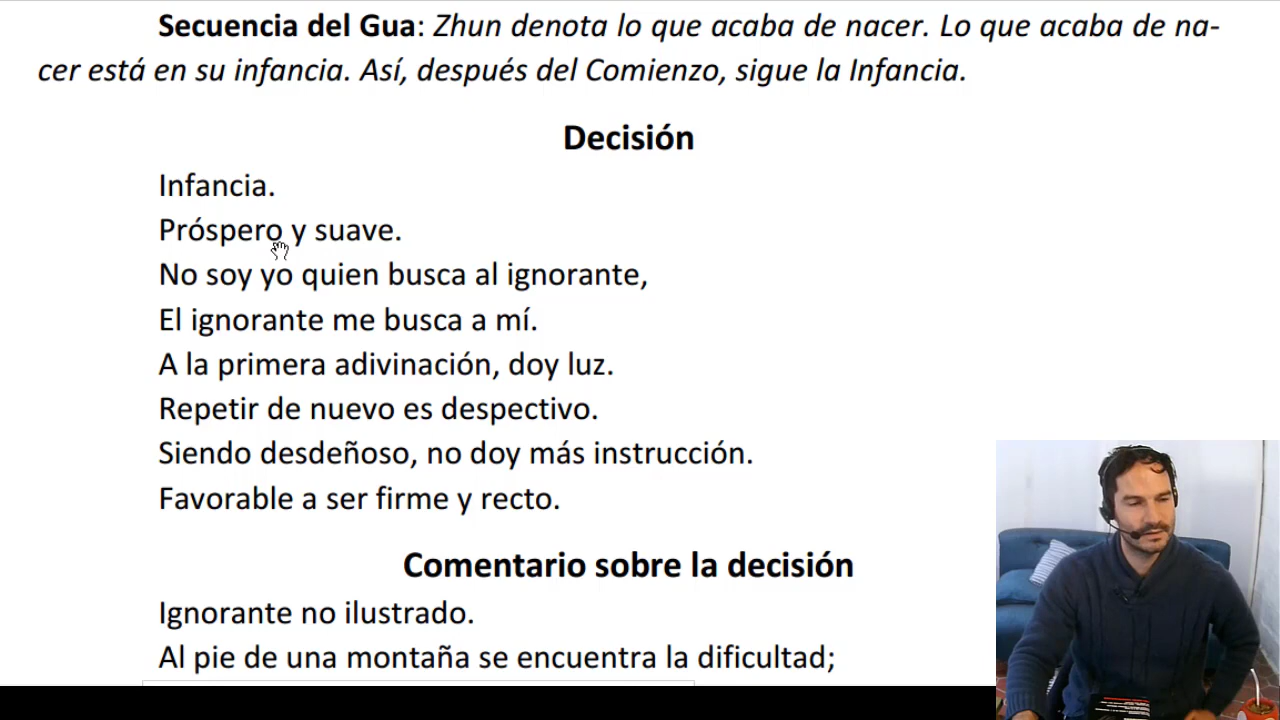 Secuencia del Gua: Zhun denota lo que acaba de nacer. Lo que acaba de na-
cer está en su infancia. Así, después del Comienzo, sigue la Infancia.
Decisión
Infancia.
Próspero y suave.
No soy yo quien busca al ignorante,
El ignorante me busca a mí.
A la primera adivinación, doy luz.
Repetir de nuevo es despectivo.
Siendo desdeñoso, no doy más instrucción.
Favorable a ser firme y recto.
Comentario sobre la decisión
Ignorante no ilustrado.
Al pie de una montaña se encuentra la dificultad;